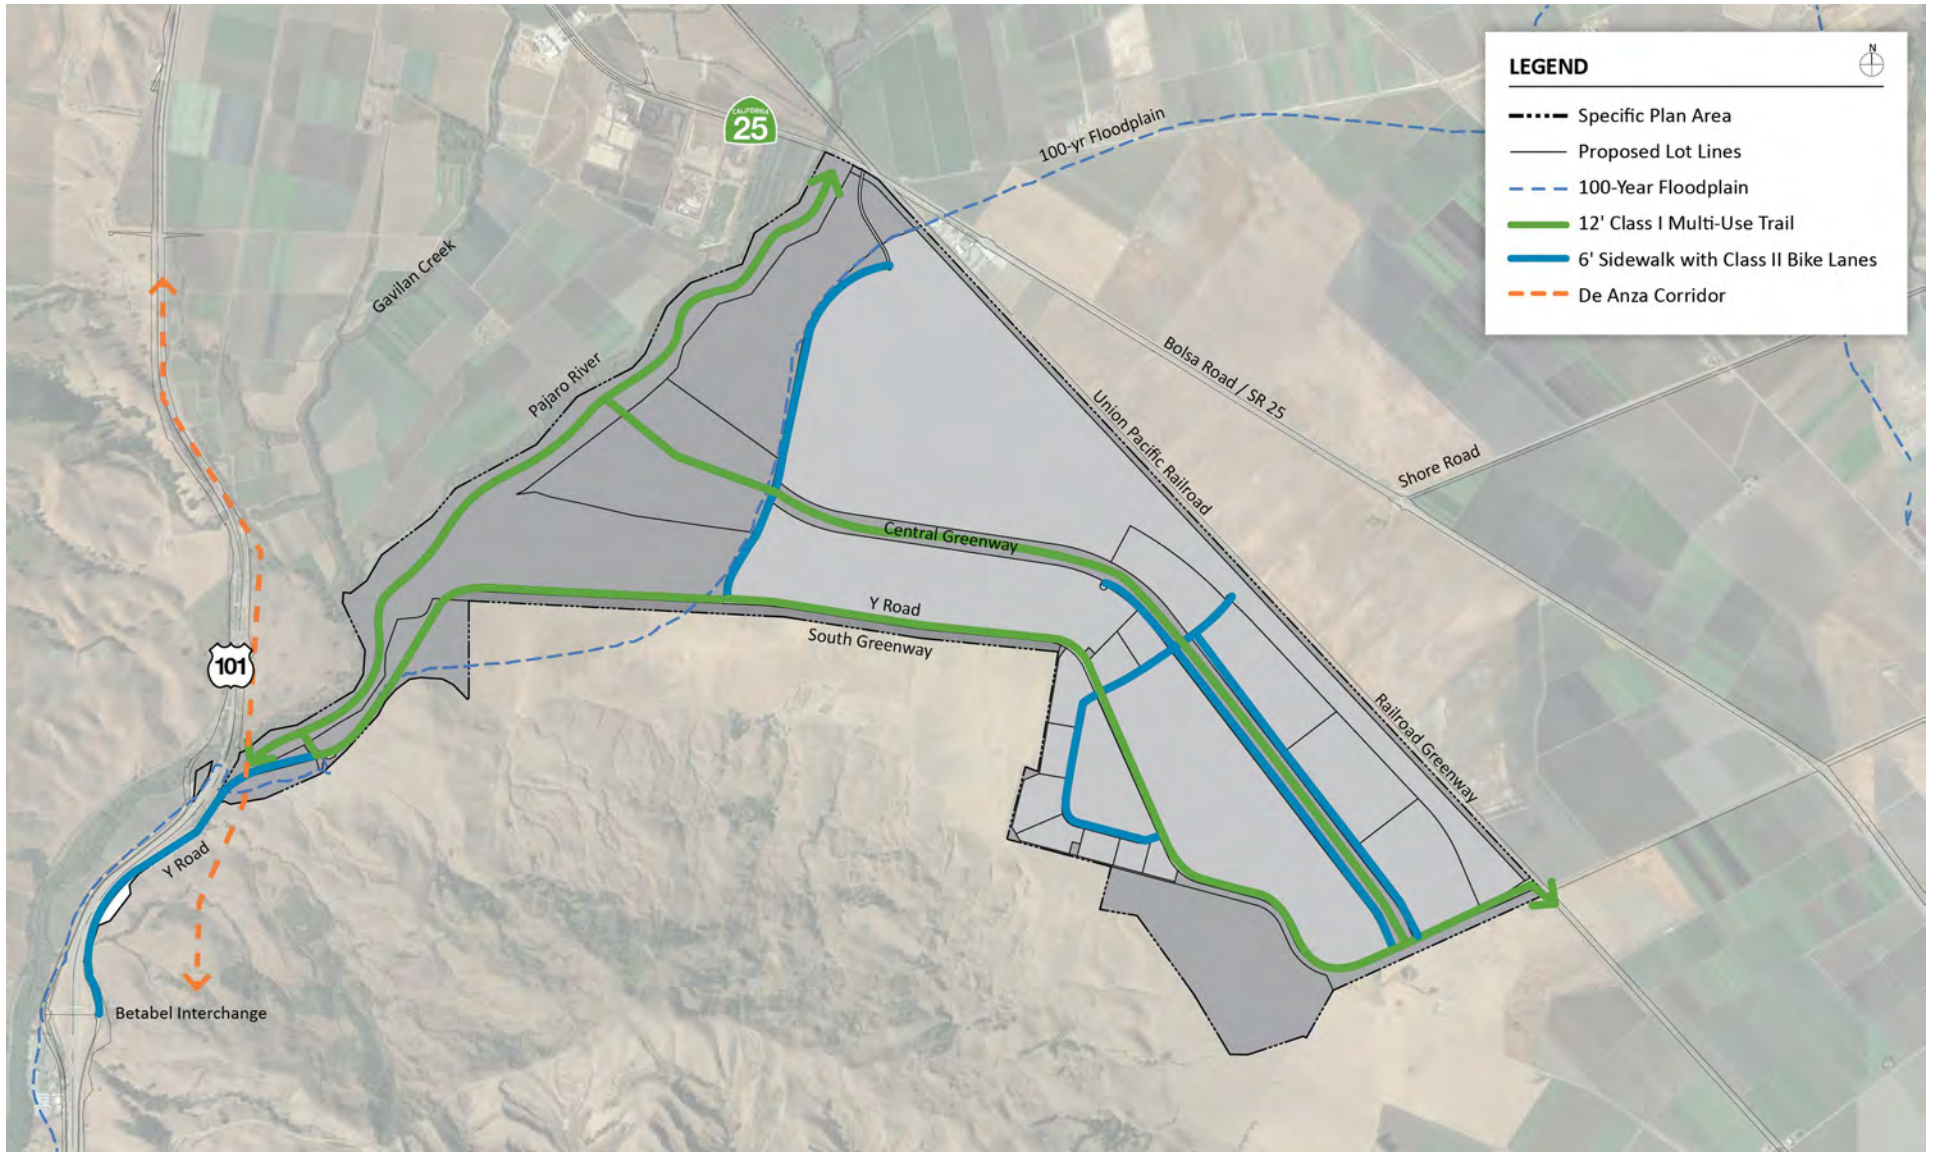 LEGEND
N
Specific Plan Area
Proposed Lot Lines
100-Year Floodplain
12' Class I Multi-Use Trail
6' Sidewalk with Class II Bike Lanes
De Anza Corridor
CALIFORNIA
25
100-yr Floodplain
Gavilan Creek
Pajaro River
Bolsa Road / SR 25
Union Pacific Railroad
Shore Road
Central Greenway
Y Road
South Greenway
101
Railroad Greenway
Y Road
Betabel Interchange